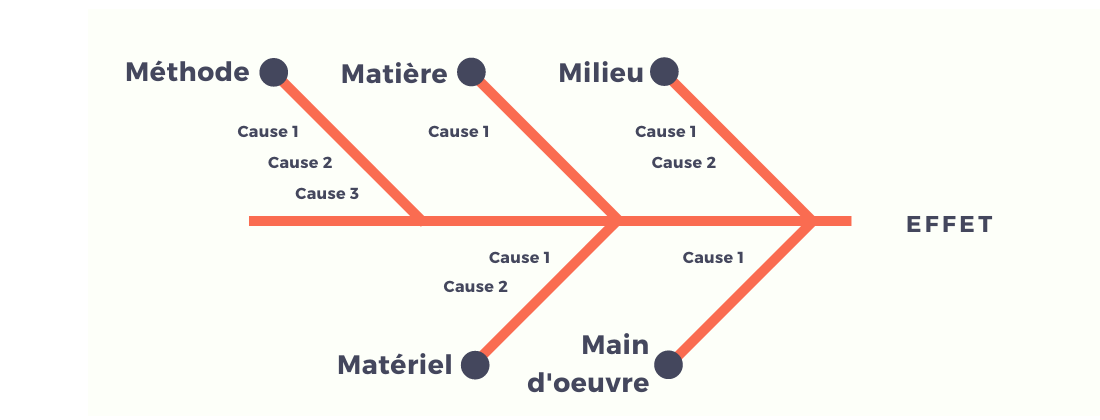 Méthode
Matière
Milieu
Cause 1
Cause 1
Cause 1
Cause 2
Cause 2
Cause 3
EFFET
Cause 1
Cause 1
Cause 2
Matériel
Main
d'oeuvre